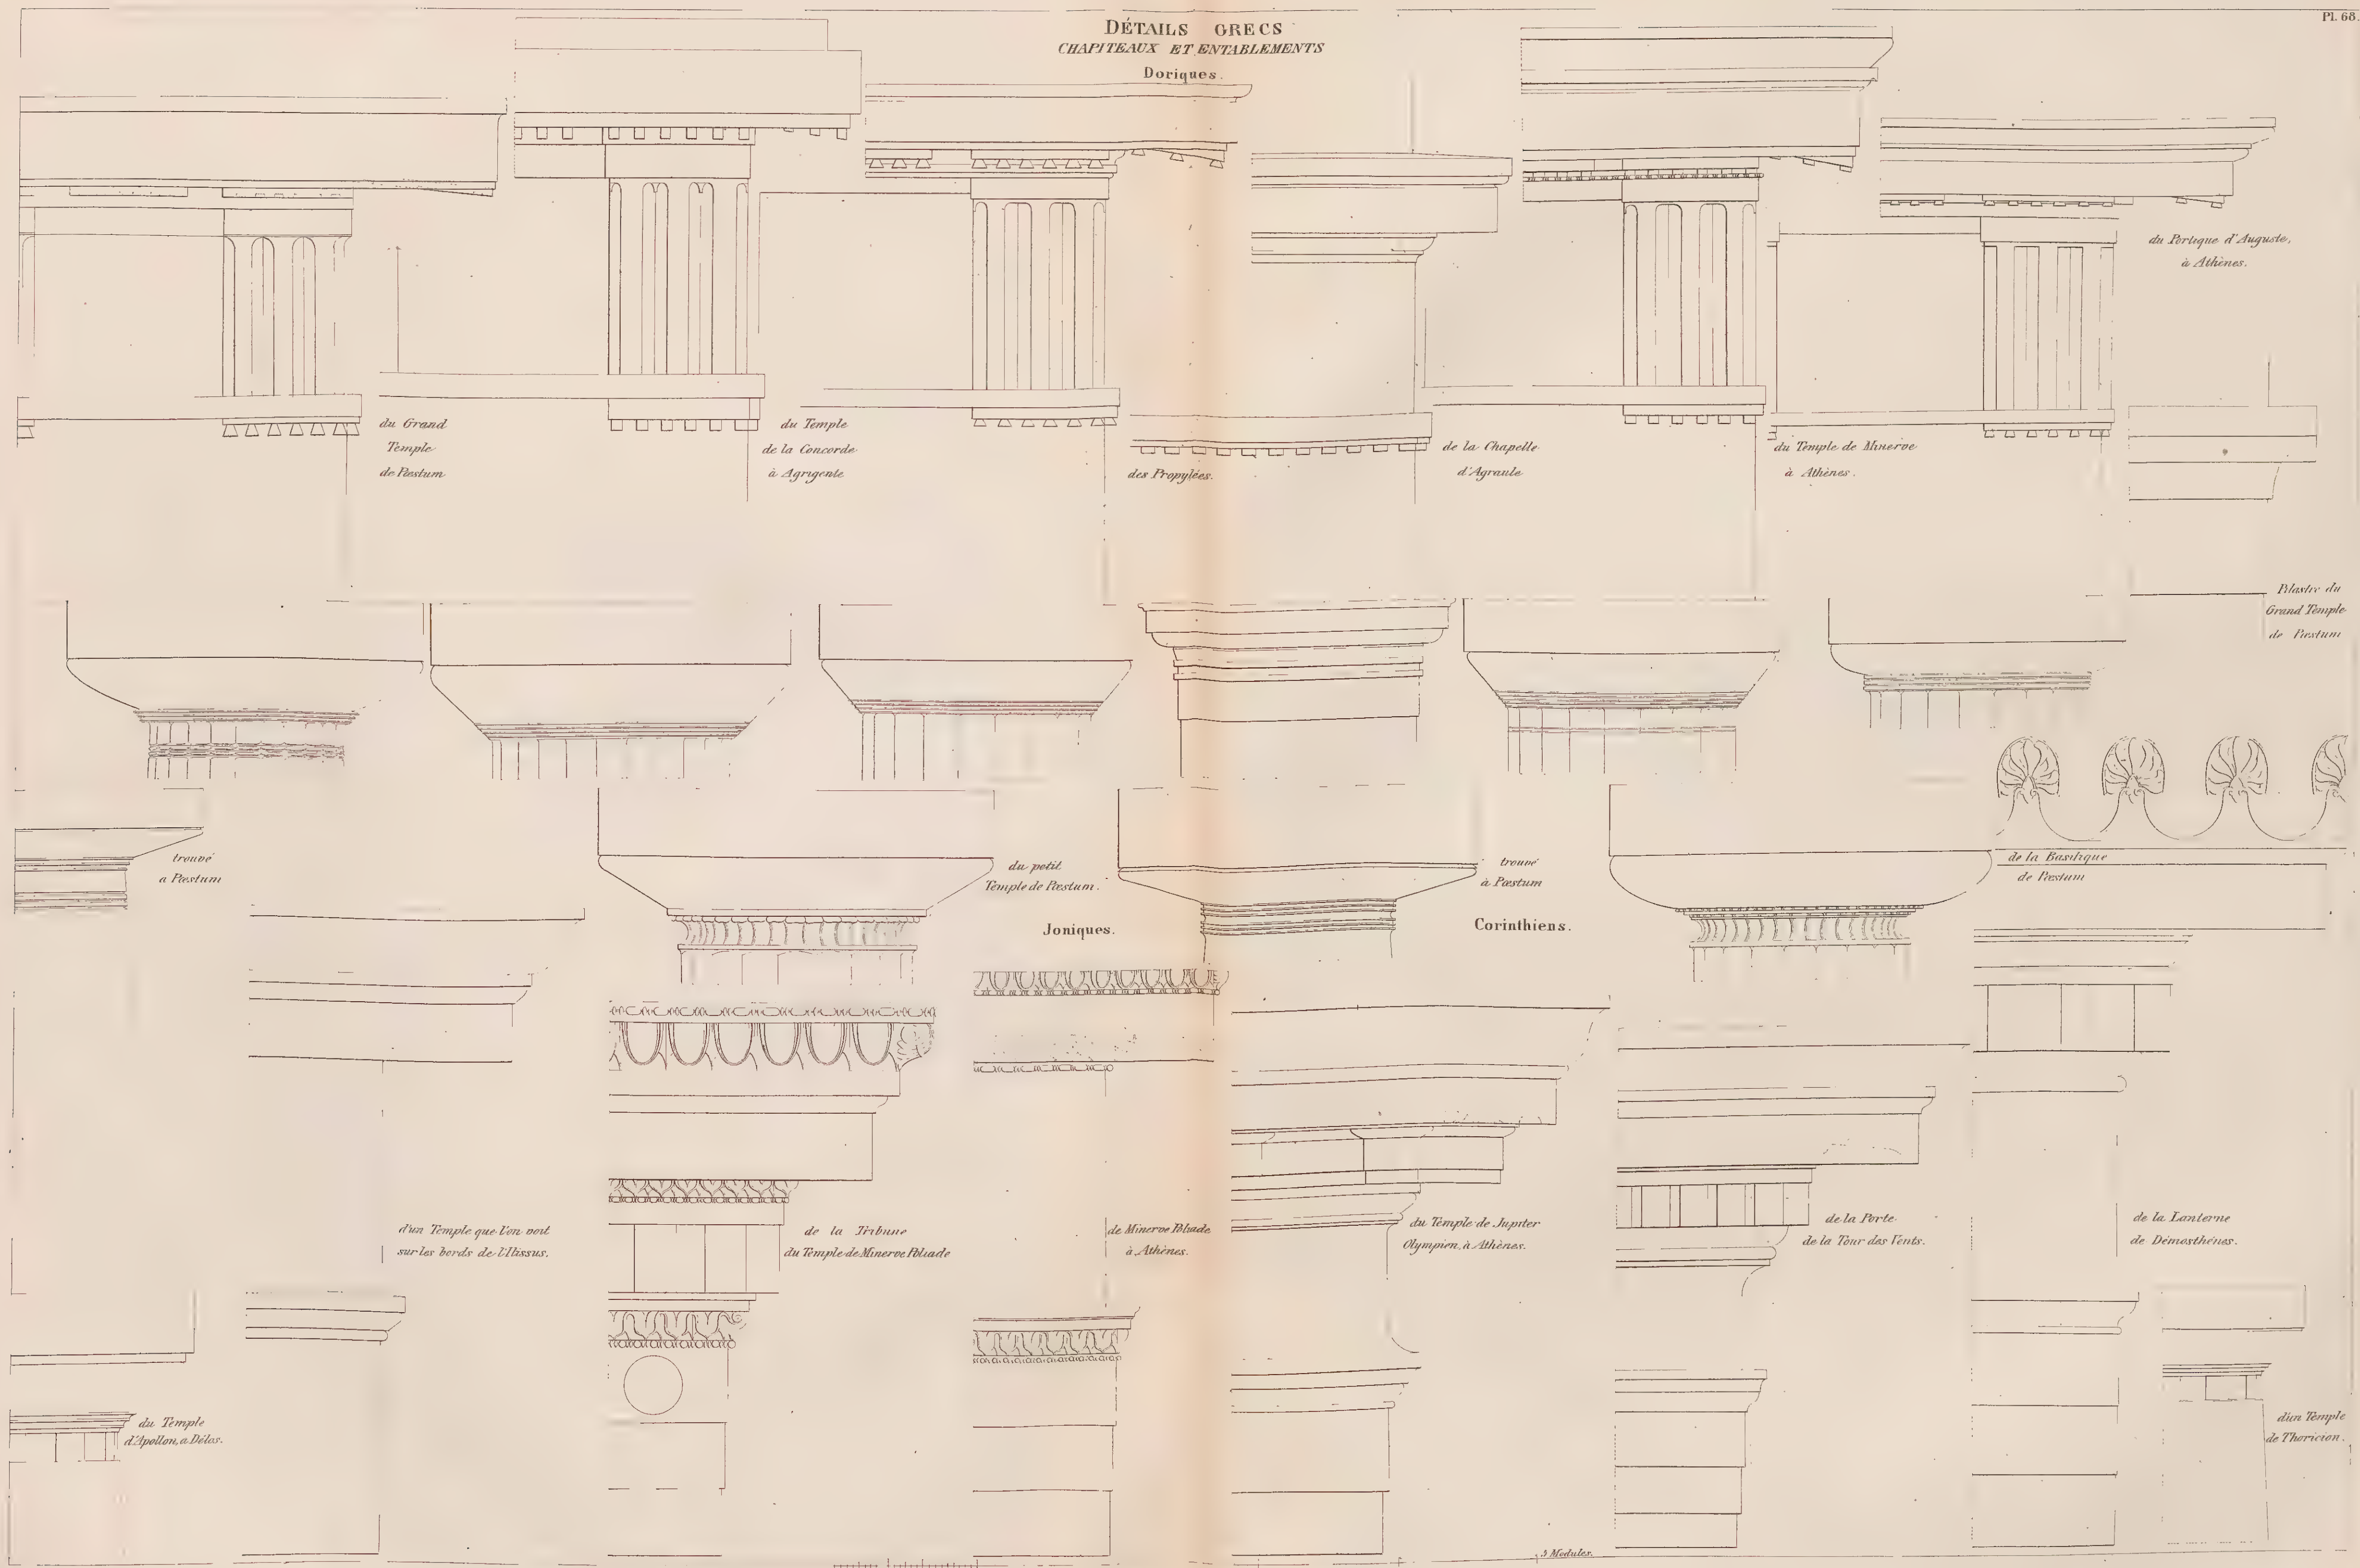 Pl. 68.
DÉTAILS GRECS
CHAPITEAUX ET ENTABLEMENTS
Doriques.
du Portique d'Auguste,
à Athènes.
du Grand
Temple
de Pœstum
du Temple
de la Concorde
à Agrigente
des Propylées.
de la Chapelle
d'Agraule
du Temple de Minerve
à Athènes.
Pilastre du
Grand Temple
de Pœstum
trouvé
a Pœstum
du petit
Temple de Pœstum.
trouvé
à Pœstum
de la Basilique
de Pœstum
Joniques.
Corinthiens.
d'un Temple que l'on voit
sur les bords de l'Ilissus.
de la Tribune
du Temple de Minerve Poliade
de Minerve Poliade
à Athènes.
du Temple de Jupiter
Olympien, à Athènes.
de la Porte
de la Tour des Vents.
de la Lanterne
de Démosthènes.
du Temple
d'Apollon, a Délos.
d'un Temple
de Thoricion.
3 Modules.